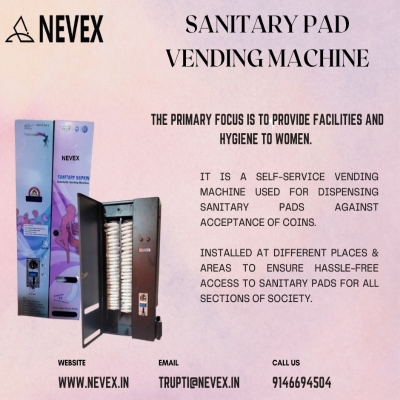 NEVEX
SANITARY PAD
VENDING MACHINE
THE PRIMARY FOCUS IS TO PROVIDE FACILITIES AND
HYGIENE TO WOMEN.
IT IS A SELF-SERVICE VENDING
MACHINE USED FOR DISPENSING
SANITARY PADS AGAINST
ACCEPTANCE OF COINS.
INSTALLED AT DIFFERENT PLACES &
AREAS TO ENSURE HASSLE-FREE
ACCESS TO SANITARY PADS FOR ALL
SECTIONS OF SOCIETY.
NEVEX
SANITARY NAPKIN
WEBSITE
WWW.NEVEX.IN
EMAIL
TRUPTI@NEVEX.IN
CALL US
9146694504